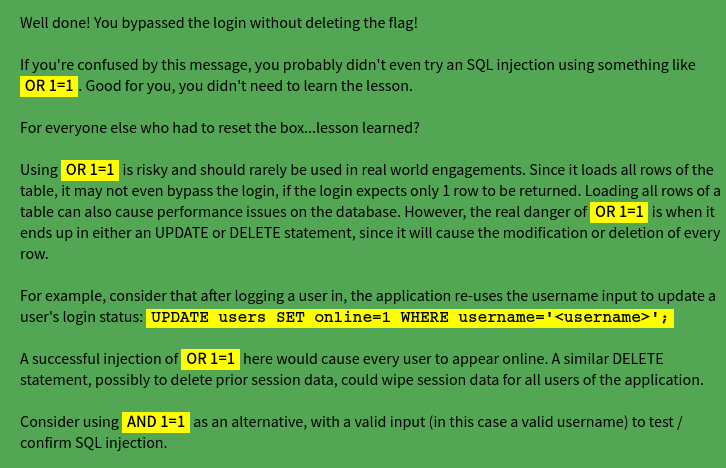 Well done! You bypassed the login without deleting the flag!
If you're confused by this message, you probably didn't even try an SQL injection using something like
OR 1=1. Good for you, you didn't need to learn the lesson.
For everyone else who had to reset the box...lesson learned?
Using OR 1=1 is risky and should rarely be used in real world engagements. Since it loads all rows of the
table, it may not even bypass the login, if the login expects only 1 row to be returned. Loading all rows of a
table can also cause performance issues on the database. However, the real danger of OR 1=1 is when it
ends up in either an UPDATE or DELETE statement, since it will cause the modification or deletion of every
row.
For example, consider that after logging a user in, the application re-uses the username input to update a
user's login status: UPDATE users SET online=1 WHERE username='<username>';
A successful injection of OR 1=1 here would cause every user to appear online. A similar DELETE
statement, possibly to delete prior session data, could wipe session data for all users of the application.
Consider using AND 1=1 as an alternative, with a valid input (in this case a valid username) to test /
confirm SQL injection.